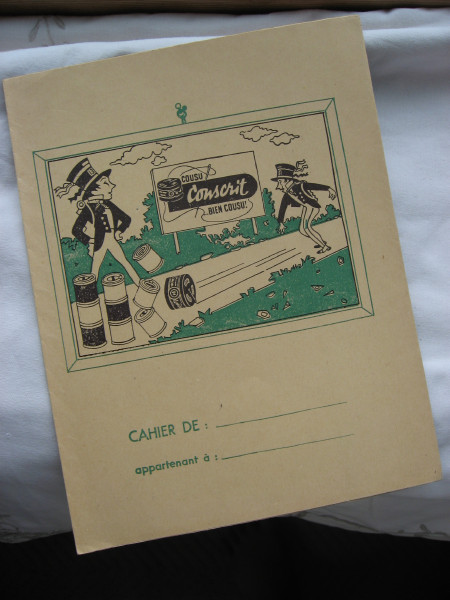 COUSU
Conscrit
BIEN COUSU!
CAHIER DE :
appartenant à :